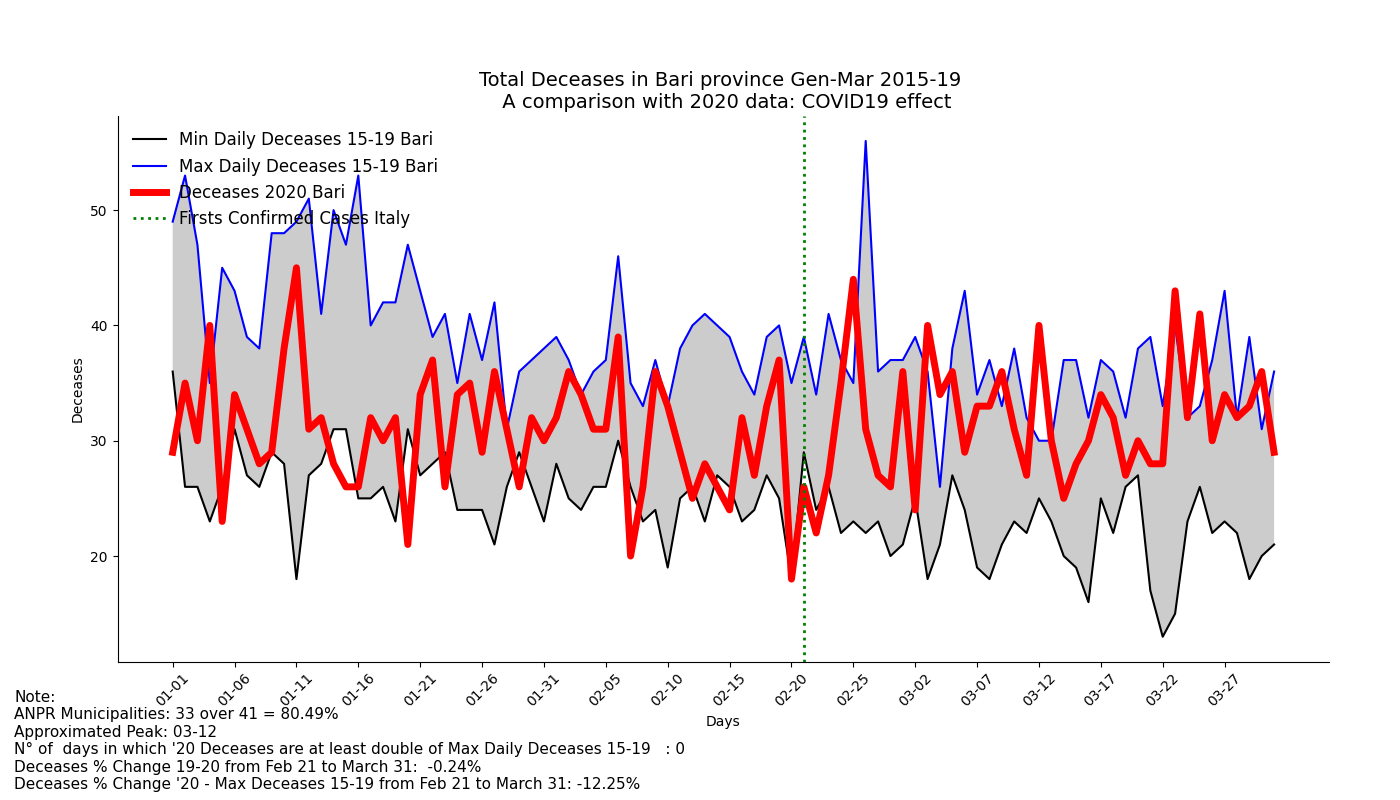 Total Deceases in Bari province Gen-Mar 2015-19
A comparison with 2020 data: COVID19 effect
Min Daily Deceases 15-19 Bari
Max Daily Deceases 15-19 Bari
Deceases 2020 Bari
Firsts Confirmed Cases Italy
Deceases
50
40
30
20
01-01
01-06
01-11
01-16
01-21
01-26
01-31
02-05
02-10
02-15
02-20
02-25
03-02
03-07
03-12
03-17
03-22
03-27
Days
Note:
ANPR Municipalities: 33 over 41 = 80.49%
Approximated Peak: 03-12
N° of  days in which '20 Deceases are at least double of Max Daily Deceases 15-19   : 0
Deceases % Change 19-20 from Feb 21 to March 31:  -0.24%
Deceases % Change '20 - Max Deceases 15-19 from Feb 21 to March 31: -12.25%